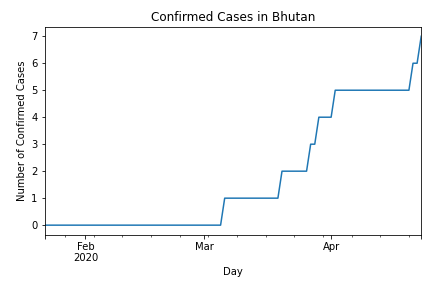 Confirmed Cases in Bhutan
Number of Confirmed Cases
7
6
5
4
3
2
1
0
Feb
2020
Mar
Apr
Day